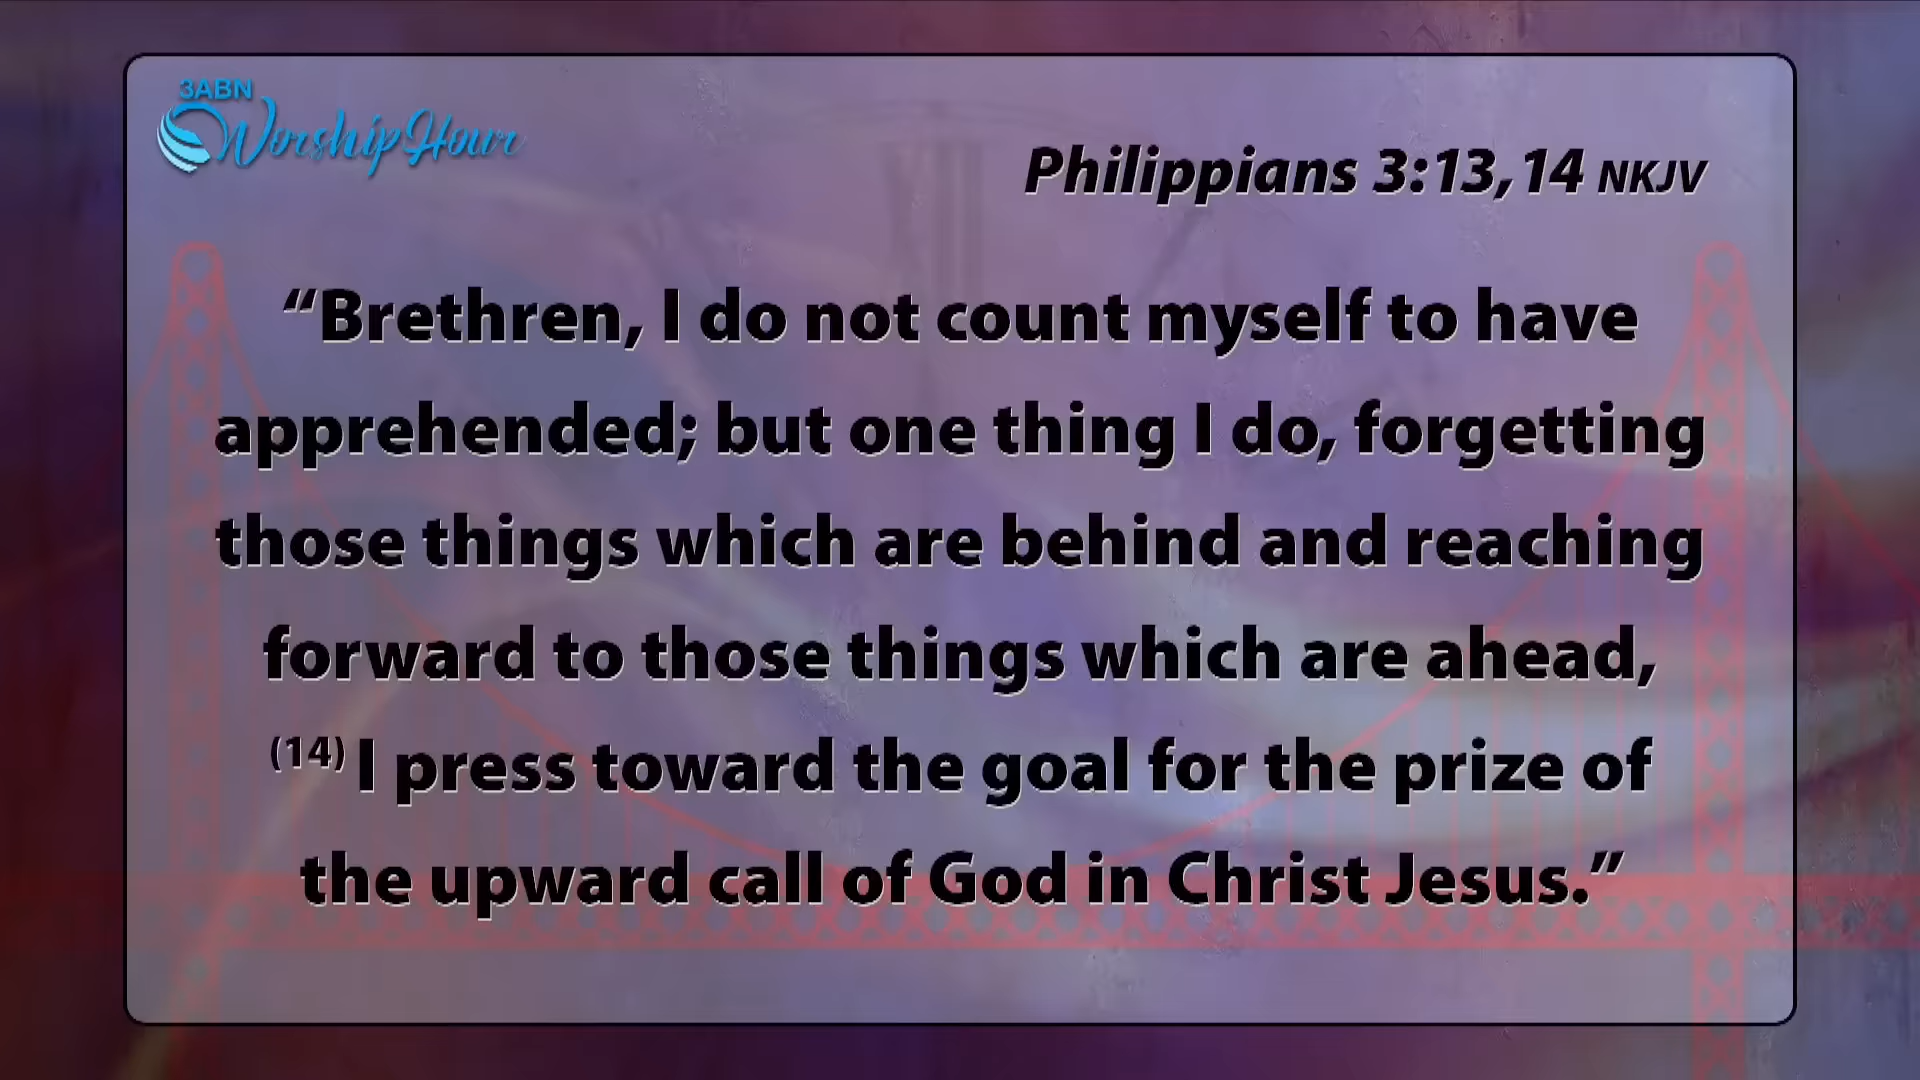 3ABN
Worship Hour
Philippians 3:13,14 NKJV
“Brethren, I do not count myself to have
apprehended; but one thing I do, forgetting
those things which are behind and reaching
forward to those things which are ahead,
(14) I press toward the goal for the prize of
the upward call of God in Christ Jesus.”